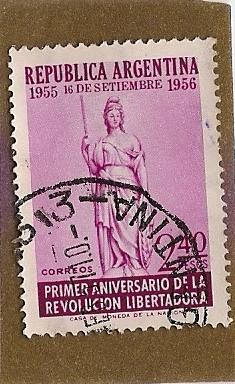 REPUBLICA ARGENTINA
1955 16 DE SETIEMBRE 1956
40
CORREOS
PRIMER ANIVERSARIO DE LA
REVOLUCION LIBERTADORA
CASA DE MONEDA DE LA NACION